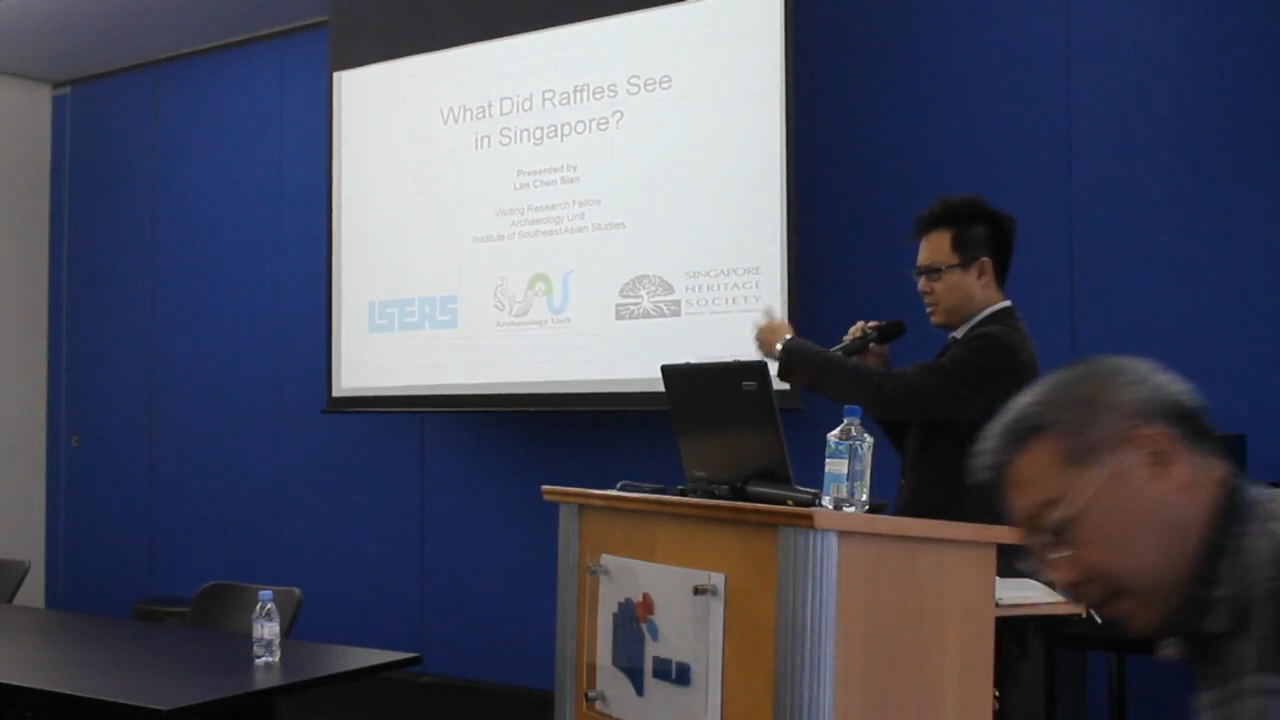 What Did Raffles See
in Singapore?
Presented by
Lim Chen Sian
Visiting Research Fellow
Archaeology Unit
Institute of Southeast Asian Studies
ISEAS
Archaeology Unit
SINGAPORE
HERITAGE
SOCIETY